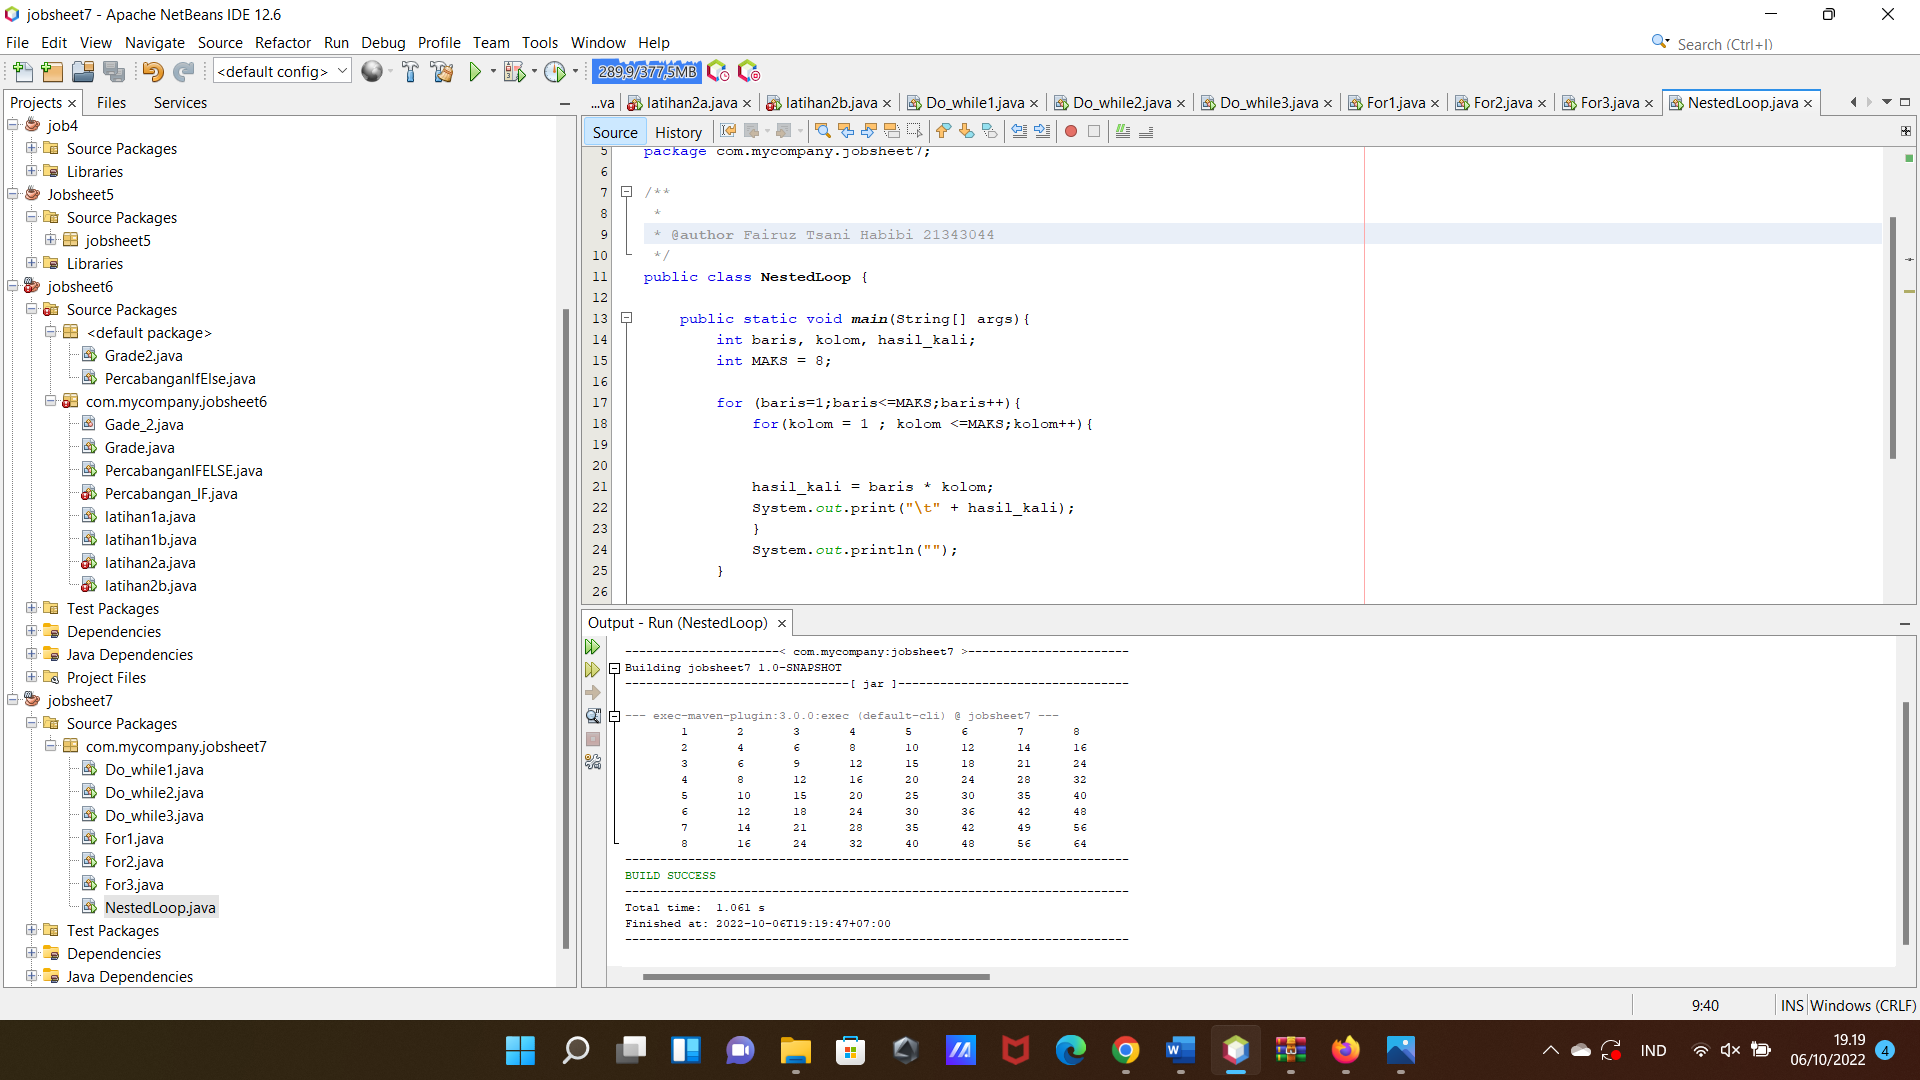 jobsheet7 - Apache NetBeans IDE 12.6
File Edit View Navigate Source Refactor Run Debug Profile Team Tools Window Help
Search (Ctrl+I)
<default config>
289,9/377,5MB
Projects Files Services
job4
Source Packages
Libraries
Jobsheet5
Source Packages
jobsheet5
Libraries
jobsheet6
Source Packages
<default package>
Grade2.java
PercabanganIfElse.java
com.mycompany.jobsheet6
Gade_2.java
Grade.java
PercabanganIFELSE.java
Percabangan_IF.java
latihan1a.java
latihan1b.java
latihan2a.java
latihan2b.java
Test Packages
Dependencies
Java Dependencies
Project Files
jobsheet7
Source Packages
com.mycompany.jobsheet7
Do_while1.java
Do_while2.java
Do_while3.java
For1.java
For2.java
For3.java
NestedLoop.java
Test Packages
Dependencies
Java Dependencies
...va latihan2a.java latihan2b.java Do_while1.java Do_while2.java Do_while3.java For1.java For2.java For3.java NestedLoop.java
Source History
5 package com.mycompany.jobsheet7;
6
7 /**
8 *
9 * @author Fairuz Tsani Habibi 21343044
10 */
11 public class NestedLoop {
12
13 public static void main(String[] args){
14 int baris, kolom, hasil_kali;
15 int MAKS = 8;
16
17 for (baris=1;baris<=MAKS;baris++){
18 for(kolom = 1 ; kolom <=MAKS;kolom++){
19
20
21 hasil_kali = baris * kolom;
22 System.out.print("\t" + hasil_kali);
23 }
24 System.out.println("");
25 }
26
Output - Run (NestedLoop)
----------------------< com.mycompany:jobsheet7 >-----------------------
Building jobsheet7 1.0-SNAPSHOT
--------------------------------[ jar ]---------------------------------
--- exec-maven-plugin:3.0.0:exec (default-cli) @ jobsheet7 ---
1 2 3 4 5 6 7 8
2 4 6 8 10 12 14 16
3 6 9 12 15 18 21 24
4 8 12 16 20 24 28 32
5 10 15 20 25 30 35 40
6 12 18 24 30 36 42 48
7 14 21 28 35 42 49 56
8 16 24 32 40 48 56 64
------------------------------------------------------------------------
BUILD SUCCESS
------------------------------------------------------------------------
Total time: 1.061 s
Finished at: 2022-10-06T19:19:47+07:00
------------------------------------------------------------------------
9:40 INS Windows (CRLF)
IND
19.19
06/10/2022
4